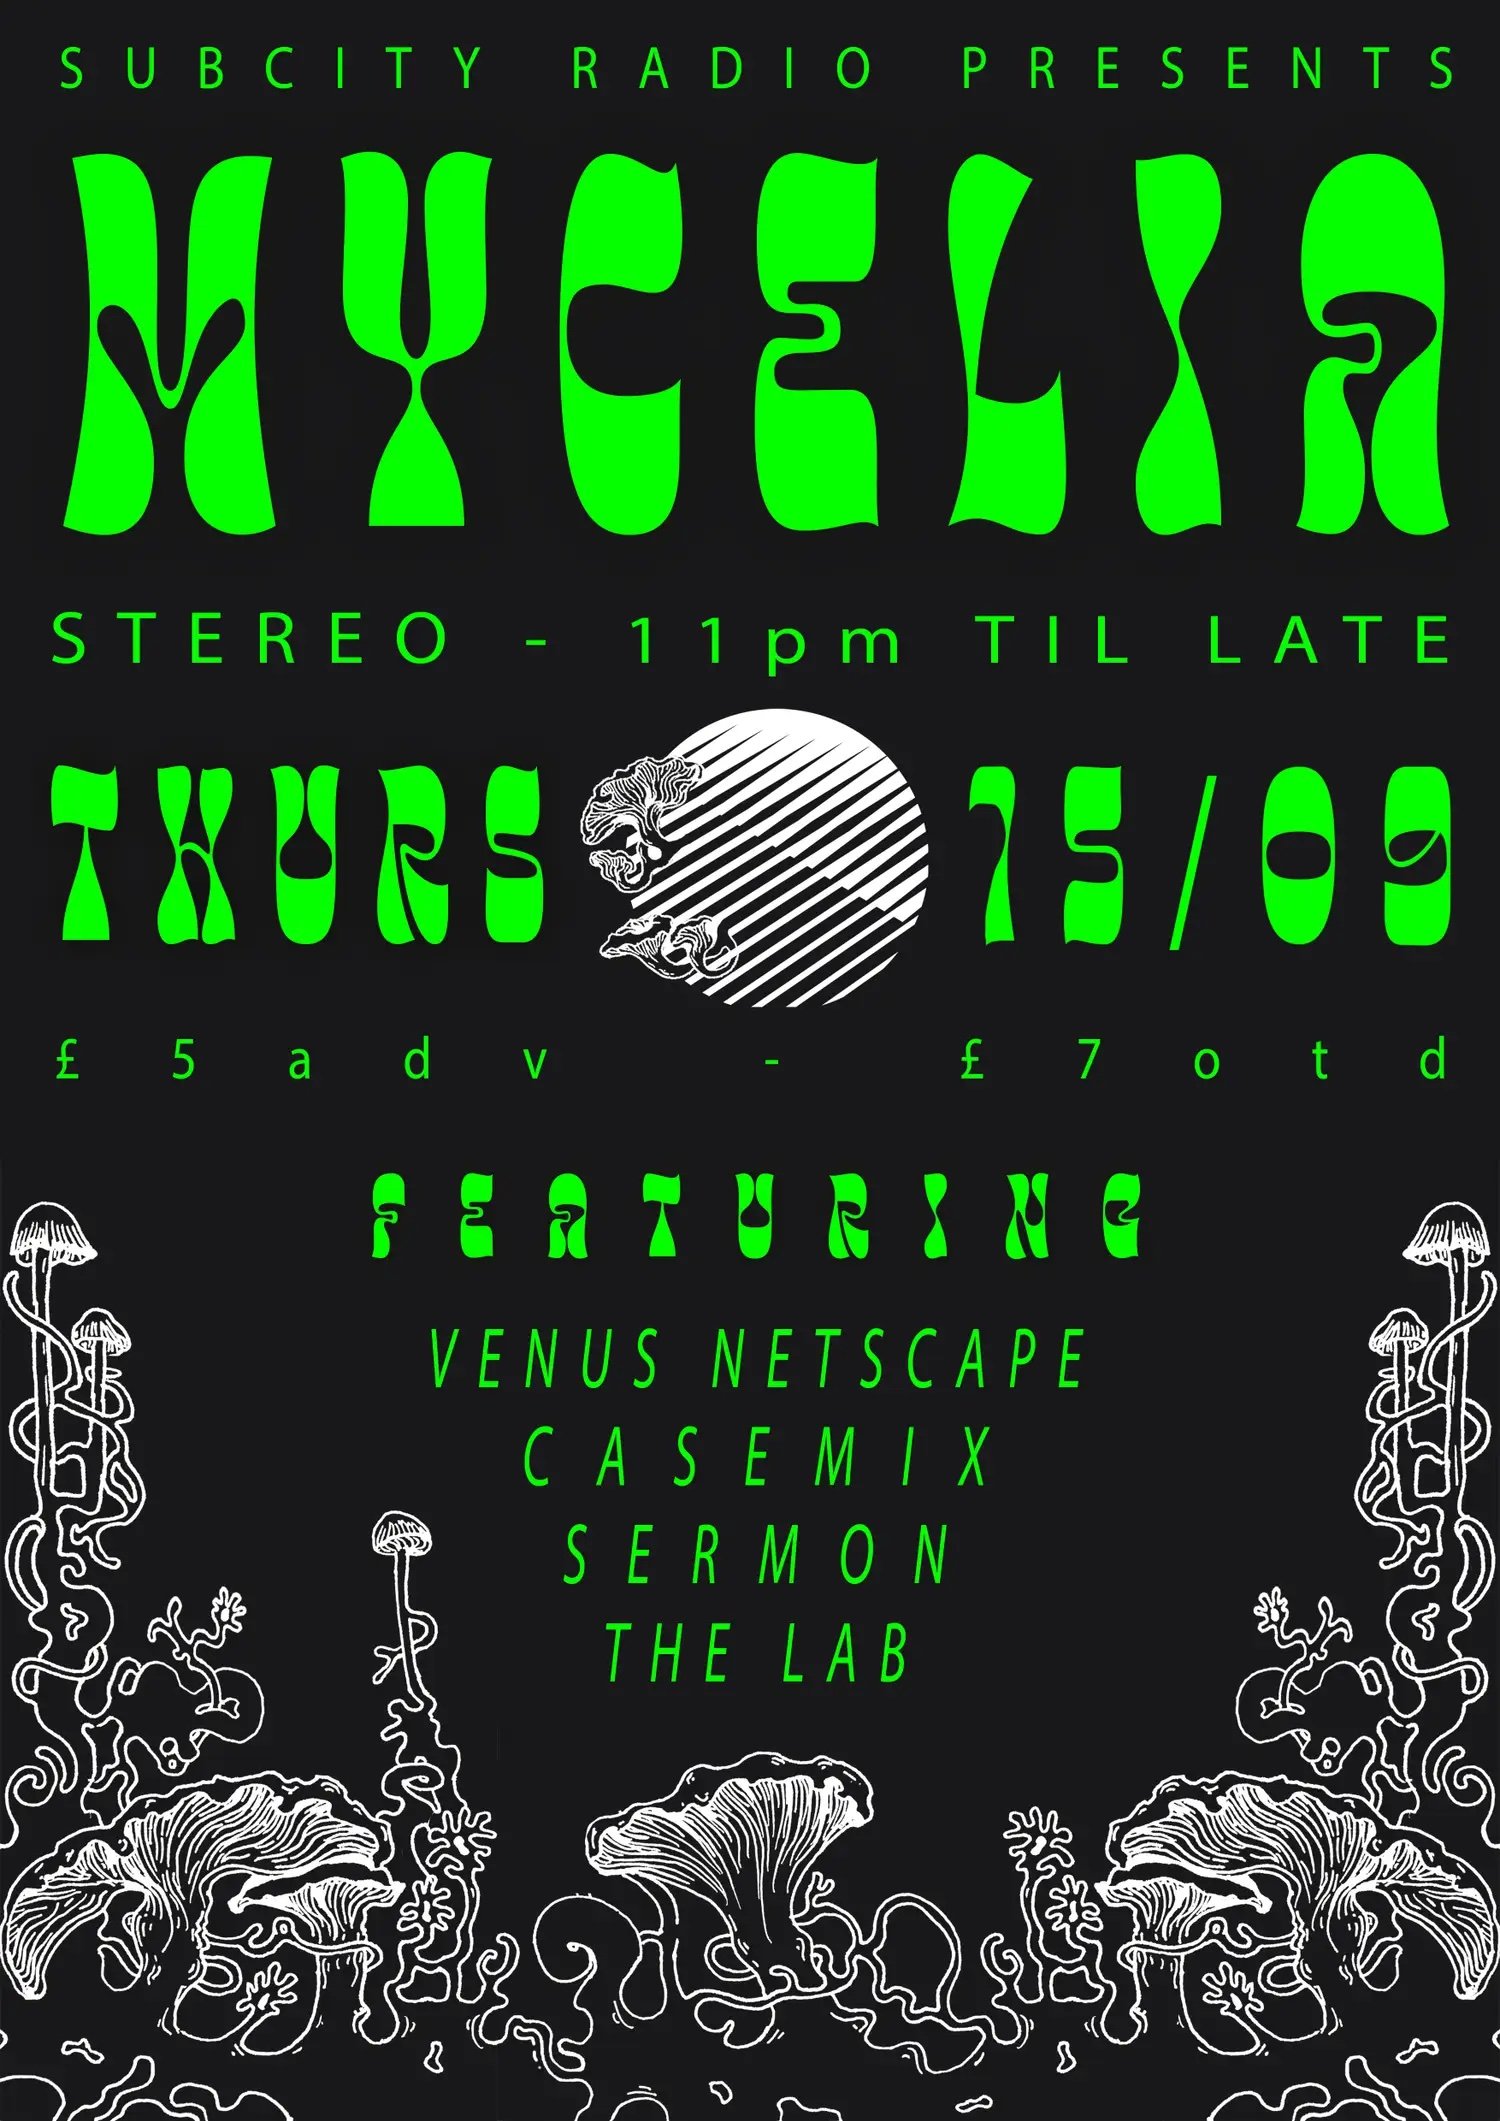 SUBCITY RADIO PRESENTS
MYCELIA
STEREO - 11pm TIL LATE
THURS 15/09
£5adv - £7otd
FEATURING
VENUS NETSCAPE
CASEMIX
SERMON
THE LAB